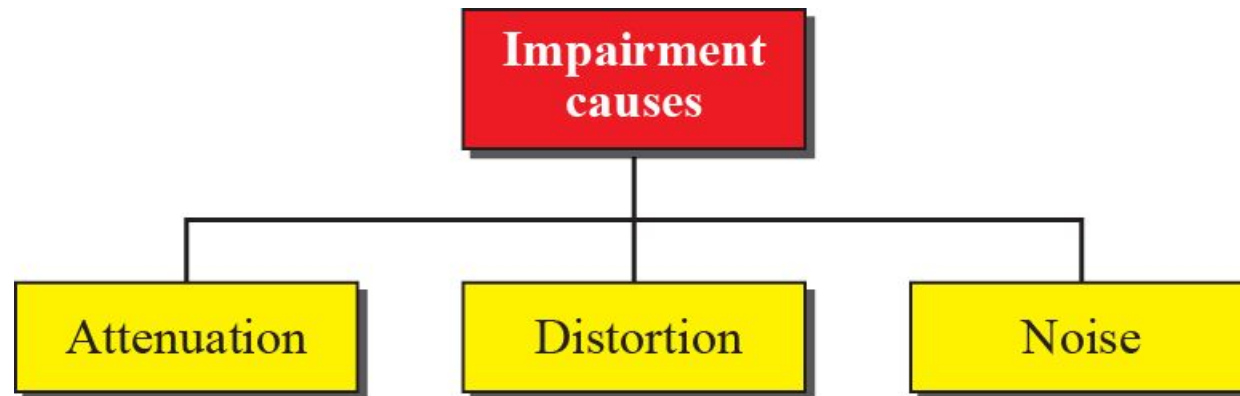 Impairment
causes
Attenuation
Distortion
Noise